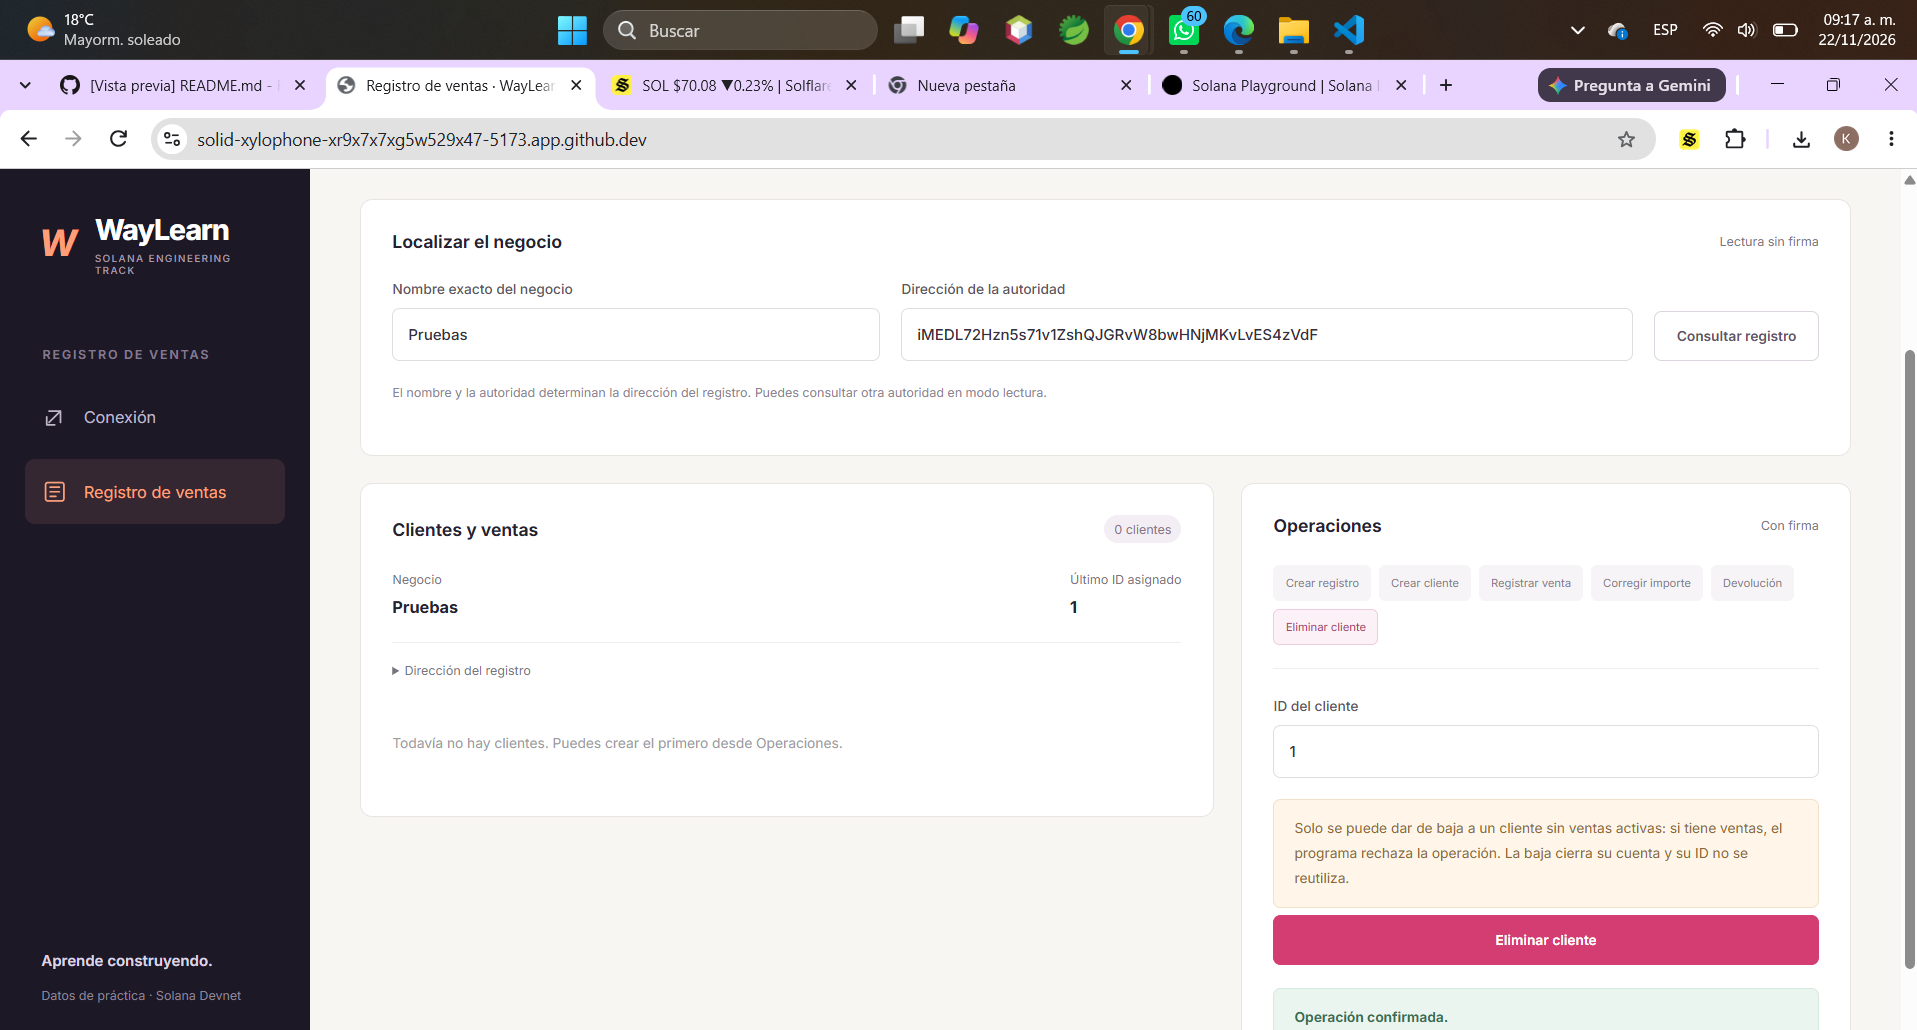 18°C
Mayorm. soleado
Buscar
60
ESP
09:17 a. m.
22/11/2026
[Vista previa] README.md -
Registro de ventas · WayLear
SOL $70.08 ▼0.23% | Solflare
Nueva pestaña
Solana Playground | Solana
Pregunta a Gemini
solid-xylophone-xr9x7x7xg5w529x47-5173.app.github.dev
K
W WayLearn
SOLANA ENGINEERING
TRACK
REGISTRO DE VENTAS
Conexión
Registro de ventas
Aprende construyendo.
Datos de práctica · Solana Devnet
Localizar el negocio
Lectura sin firma
Nombre exacto del negocio
Dirección de la autoridad
Pruebas
iMEDL72Hzn5s71v1ZshQJGRvW8bwHNjMKvLvES4zVdF
Consultar registro
El nombre y la autoridad determinan la dirección del registro. Puedes consultar otra autoridad en modo lectura.
Clientes y ventas
0 clientes
Negocio
Último ID asignado
Pruebas
1
Dirección del registro
Todavía no hay clientes. Puedes crear el primero desde Operaciones.
Operaciones
Con firma
Crear registro
Crear cliente
Registrar venta
Corregir importe
Devolución
Eliminar cliente
ID del cliente
1
Solo se puede dar de baja a un cliente sin ventas activas: si tiene ventas, el
programa rechaza la operación. La baja cierra su cuenta y su ID no se
reutiliza.
Eliminar cliente
Operación confirmada.